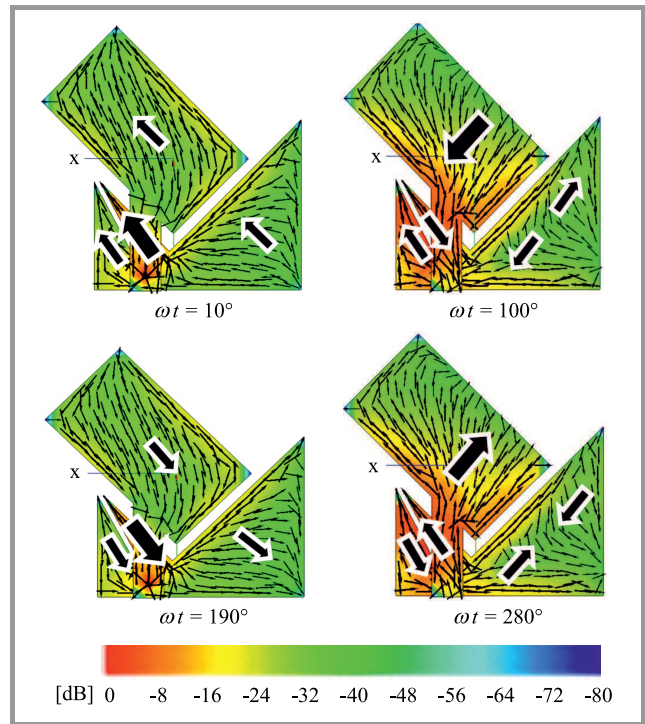 x
x
ωt = 10°
ωt = 100°
x
x
ωt = 190°
ωt = 280°
[dB] 0 -8 -16 -24 -32 -40 -48 -56 -64 -72 -80